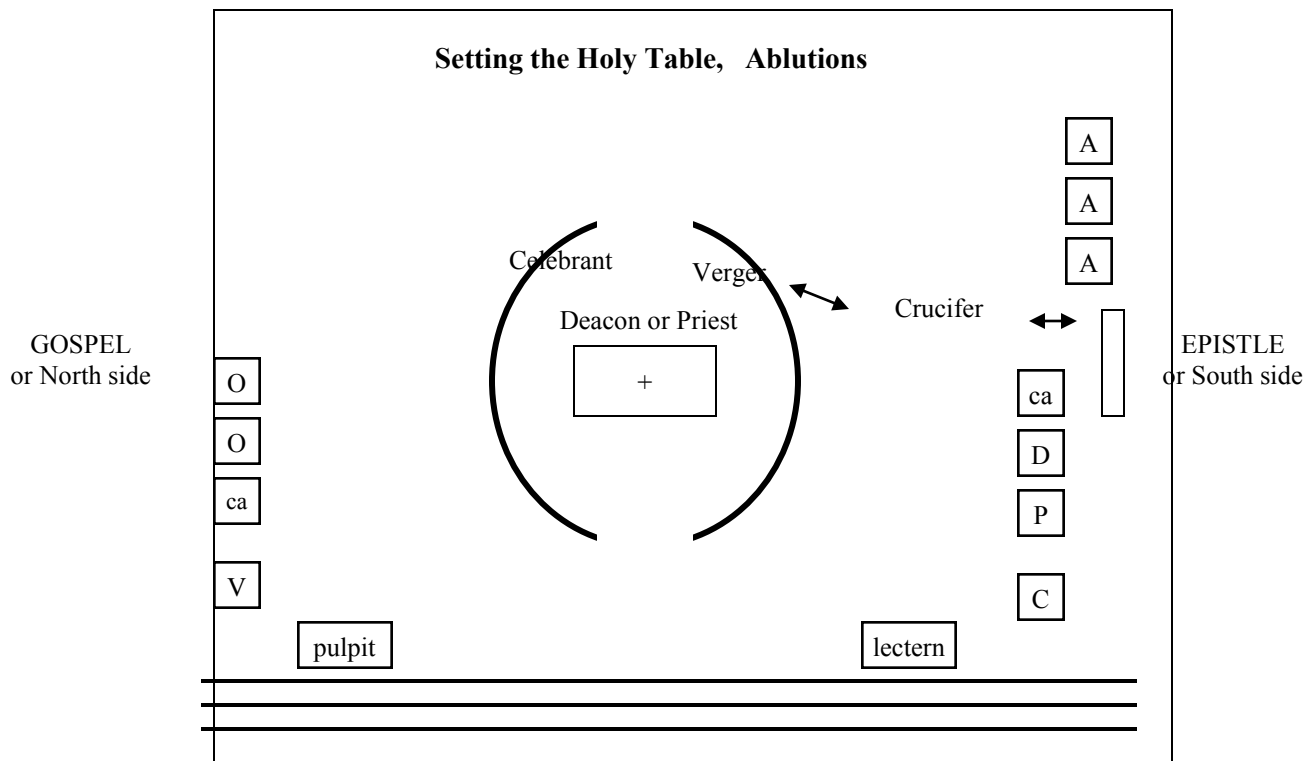 Setting the Holy Table, Ablutions
A
A
A
Celebrant
Verger
Crucifer
Deacon or Priest
GOSPEL
or North side
EPISTLE
or South side
O
+
ca
O
D
ca
P
V
C
pulpit
lectern